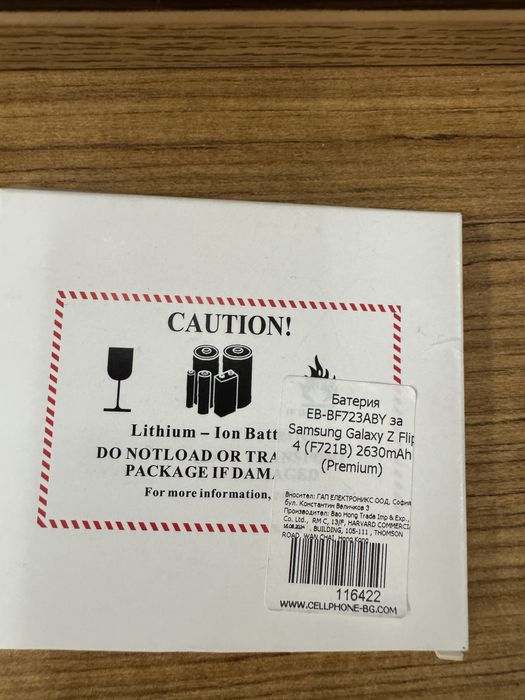 CAUTION!
Lithium – Ion Batt
DO NOTLOAD OR TRA
PACKAGE IF DAMA
For more information,
Батерия
EB-BF723ABY за
Samsung Galaxy Z Flip
4 (F721B) 2630mAh
(Premium)
Вносител: ГАП ЕЛЕКТРОНИКС ООД, София
бул. Константин Величков 3
Производител: Bao Hong Trade Imp & Exp.,
Co. Ltd., RM C, 13/F, HARVARD COMMERCI
BUILDING, 105-111 , THOMSON
ROAD, WAN CHAI, Hong Kong
116422
WWW.CELLPHONE-BG.COM